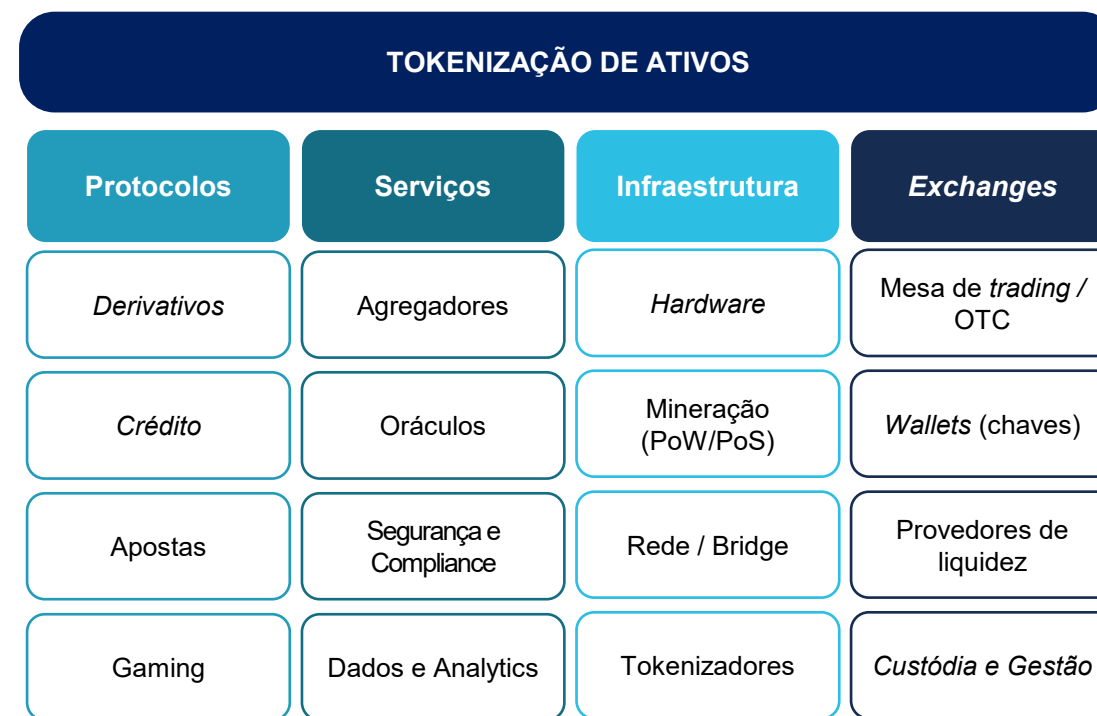 TOKENIZAÇÃO DE ATIVOS
Protocolos
Serviços
Infraestrutura
Exchanges
Derivativos
Agregadores
Hardware
Mesa de trading /
OTC
Crédito
Oráculos
Mineração
(PoW/PoS)
Wallets (chaves)
Apostas
Segurança e
Compliance
Rede / Bridge
Provedores de
liquidez
Gaming
Dados e Analytics
Tokenizadores
Custódia e Gestão